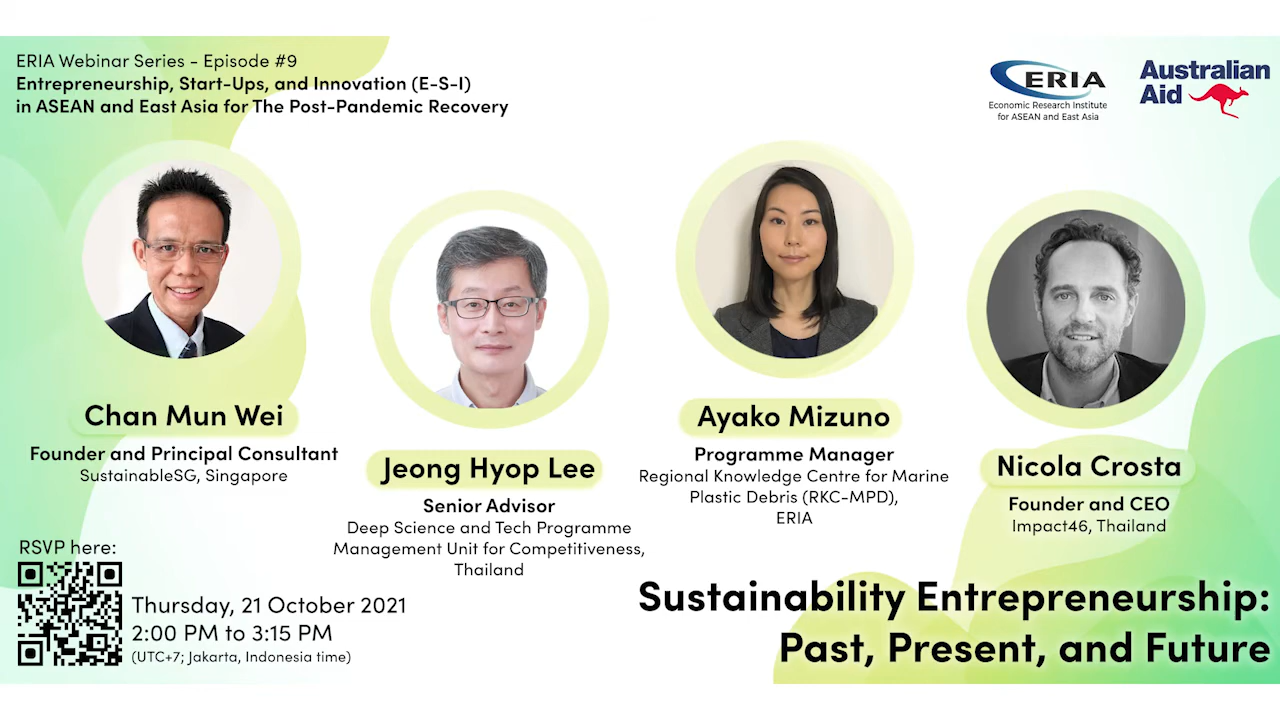 ERIA Webinar Series - Episode #9
Entrepreneurship, Start-Ups, and Innovation (E-S-I)
in ASEAN and East Asia for The Post-Pandemic Recovery
ERIA
Economic Research Institute
for ASEAN and East Asia
Australian
Aid
Chan Mun Wei
Founder and Principal Consultant
SustainableSG, Singapore
Jeong Hyop Lee
Senior Advisor
Deep Science and Tech Programme
Management Unit for Competitiveness,
Thailand
Ayako Mizuno
Programme Manager
Regional Knowledge Centre for Marine
Plastic Debris (RKC-MPD),
ERIA
Nicola Crosta
Founder and CEO
Impact46, Thailand
RSVP here:
Thursday, 21 October 2021
2:00 PM to 3:15 PM
(UTC+7; Jakarta, Indonesia time)
Sustainability Entrepreneurship:
Past, Present, and Future